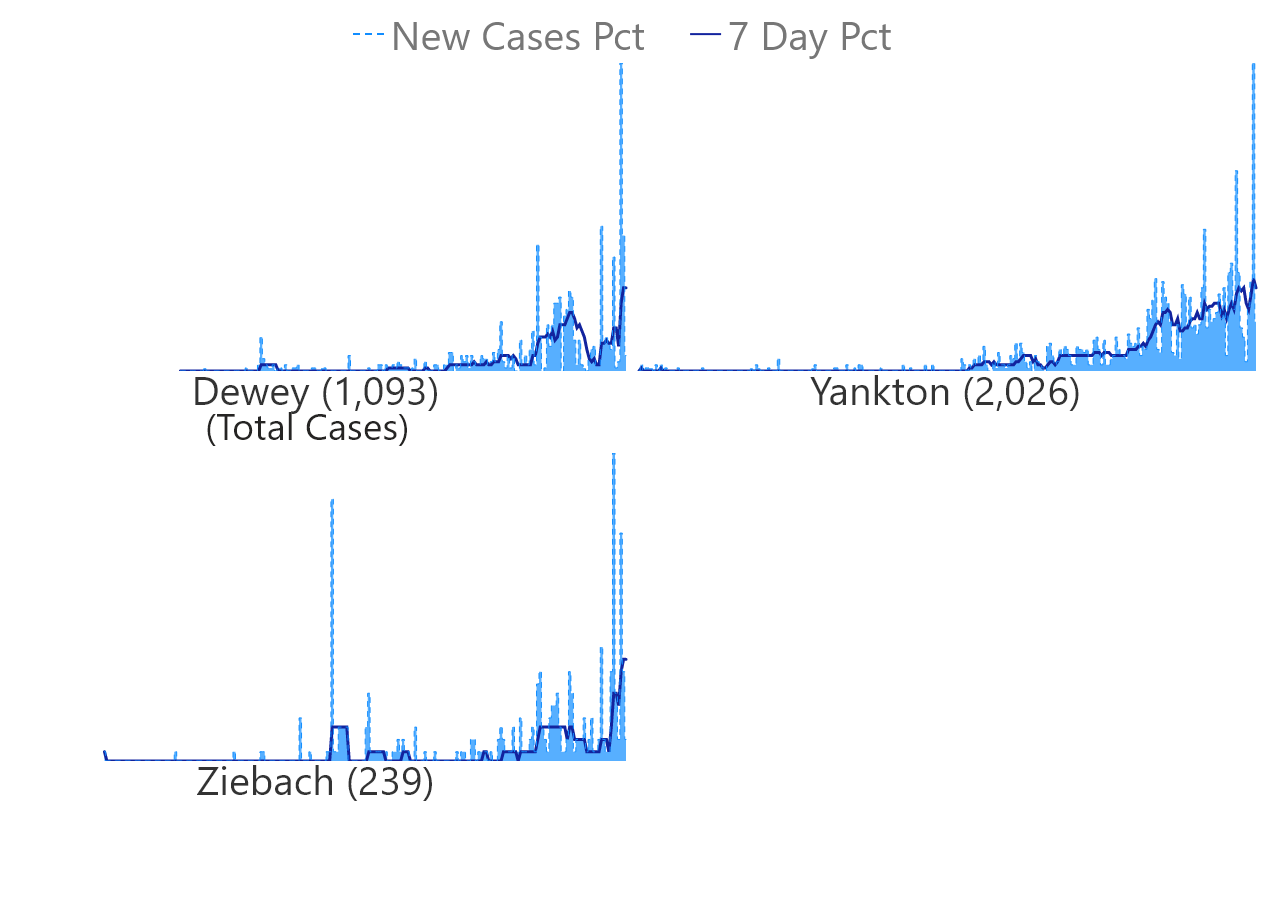 New Cases Pct 7 Day Pct
Dewey (1,093)
(Total Cases)
Yankton (2,026)
Ziebach (239)